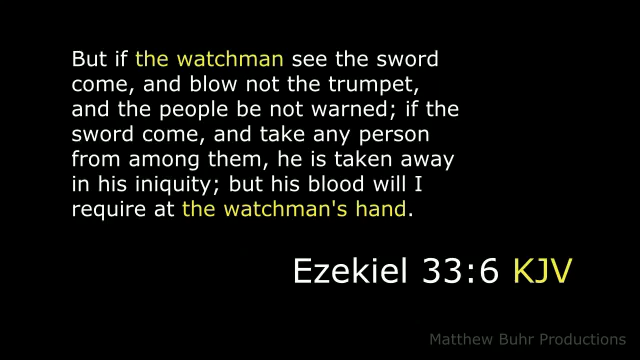 But if the watchman see the sword
come, and blow not the trumpet,
and the people be not warned; if the
sword come, and take any person
from among them, he is taken away
in his iniquity; but his blood will I
require at the watchman's hand.
Ezekiel 33:6 KJV
Matthew Buhr Productions